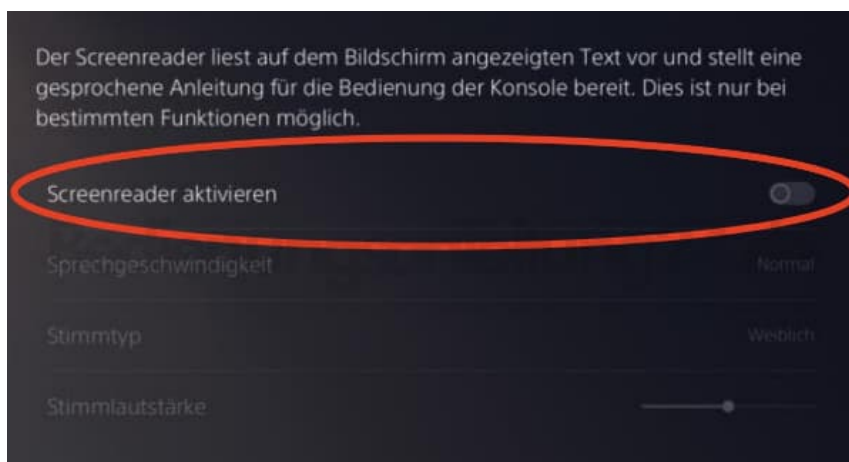 Der Screenreader liest auf dem Bildschirm angezeigten Text vor und stellt eine
gesprochene Anleitung für die Bedienung der Konsole bereit. Dies ist nur bei
bestimmten Funktionen möglich.
Screenreader aktivieren
Sprechgeschwindigkeit Normal
Stimmtyp Weiblich
Stimmlautstärke